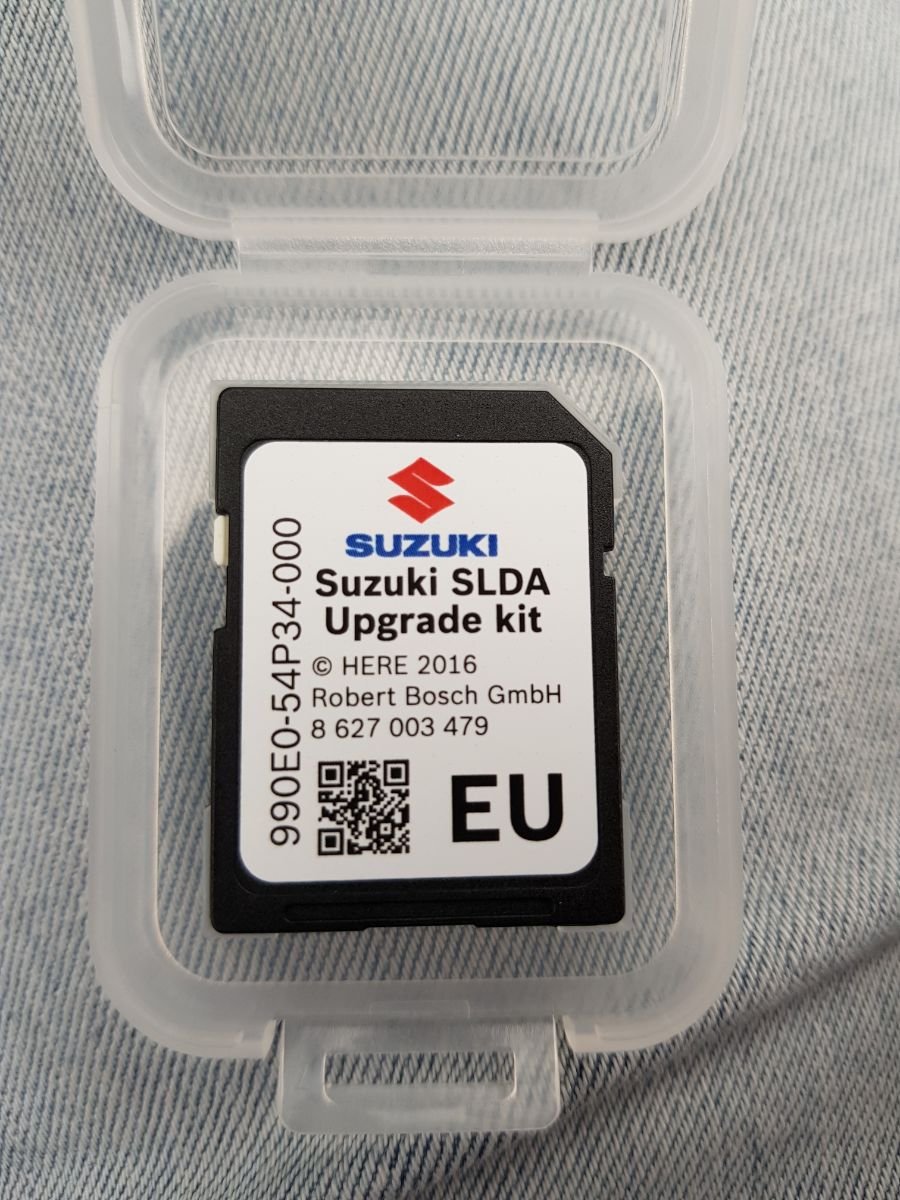 SUZUKI
Suzuki SLDA
Upgrade kit
© HERE 2016
Robert Bosch GmbH
8 627 003 479
EU
990E0-54P34-000